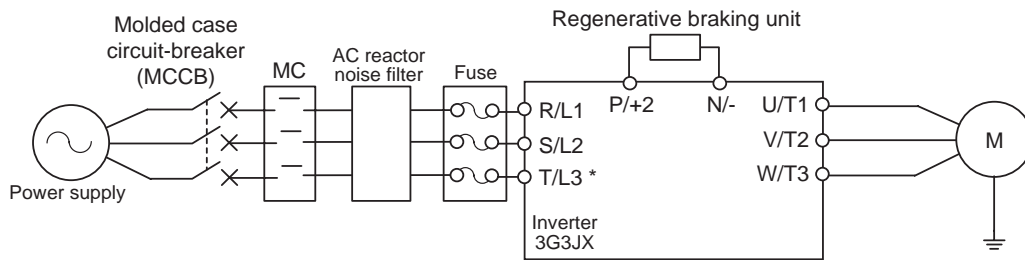 Regenerative braking unit
Molded case
circuit-breaker
(MCCB)
MC
AC reactor
noise filter
Fuse
P/+2
N/-
R/L1
S/L2
T/L3 *
U/T1
V/T2
W/T3
M
Power supply
Inverter
3G3JX